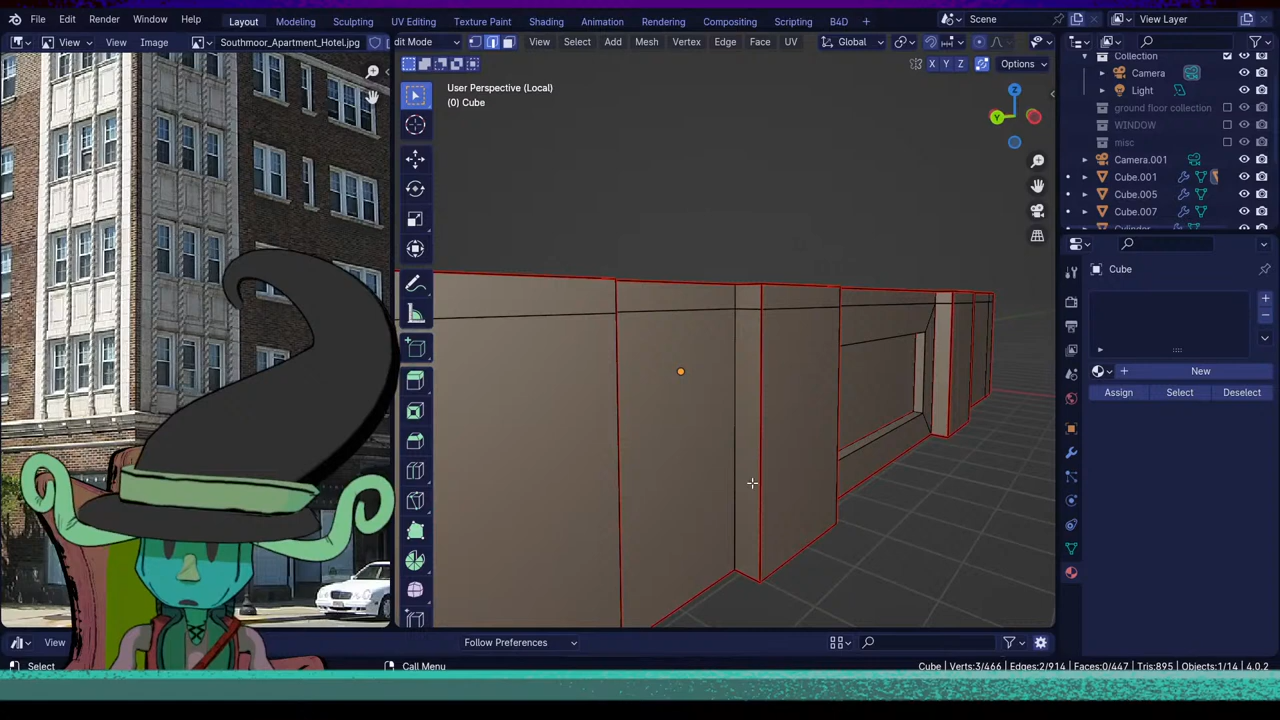 File Edit Render Window Help Layout Modeling Sculpting UV Editing Texture Paint Shading Animation Rendering Compositing Scripting B4D + Scene View Layer
View View Image Southmoor_Apartment_Hotel.jpg dit Mode View Select Add Mesh Vertex Edge Face UV Global
X Y Z Options
User Perspective (Local)
(0) Cube
Z
Y
Collection
Camera
Light
ground floor collection
WINDOW
misc
Camera.001
Cube.001
Cube.005
Cube.007
Cube
New
Assign Select Deselect
View Follow Preferences
Select Call Menu Cube | Verts:3/466 | Edges:2/914 | Faces:0/447 | Tris:895 | Objects:1/14 | 4.0.2